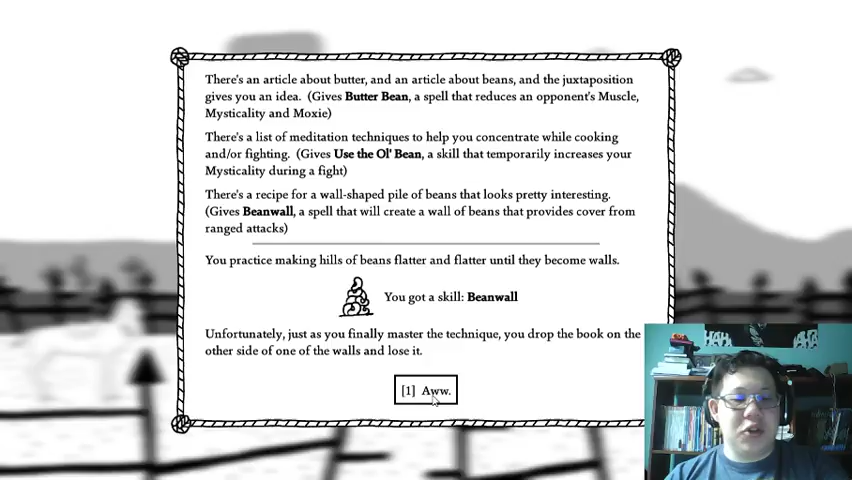 There's an article about butter, and an article about beans, and the juxtaposition
gives you an idea. (Gives Butter Bean, a spell that reduces an opponent's Muscle,
Mysticality and Moxie)
There's a list of meditation techniques to help you concentrate while cooking
and/or fighting. (Gives Use the Ol' Bean, a skill that temporarily increases your
Mysticality during a fight)
There's a recipe for a wall-shaped pile of beans that looks pretty interesting.
(Gives Beanwall, a spell that will create a wall of beans that provides cover from
ranged attacks)
You practice making hills of beans flatter and flatter until they become walls.
You got a skill: Beanwall
Unfortunately, just as you finally master the technique, you drop the book on the
other side of one of the walls and lose it.
[1] Aww.